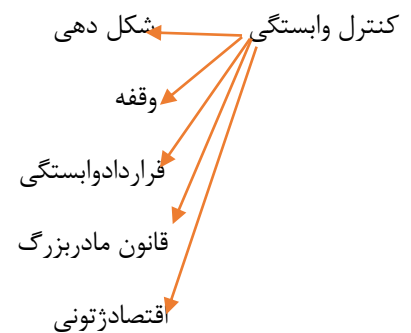 کنترل وابستگی
شکل دهی
وقفه
قراردادوابستگی
قانون مادربزرگ
اقتصادژتونی